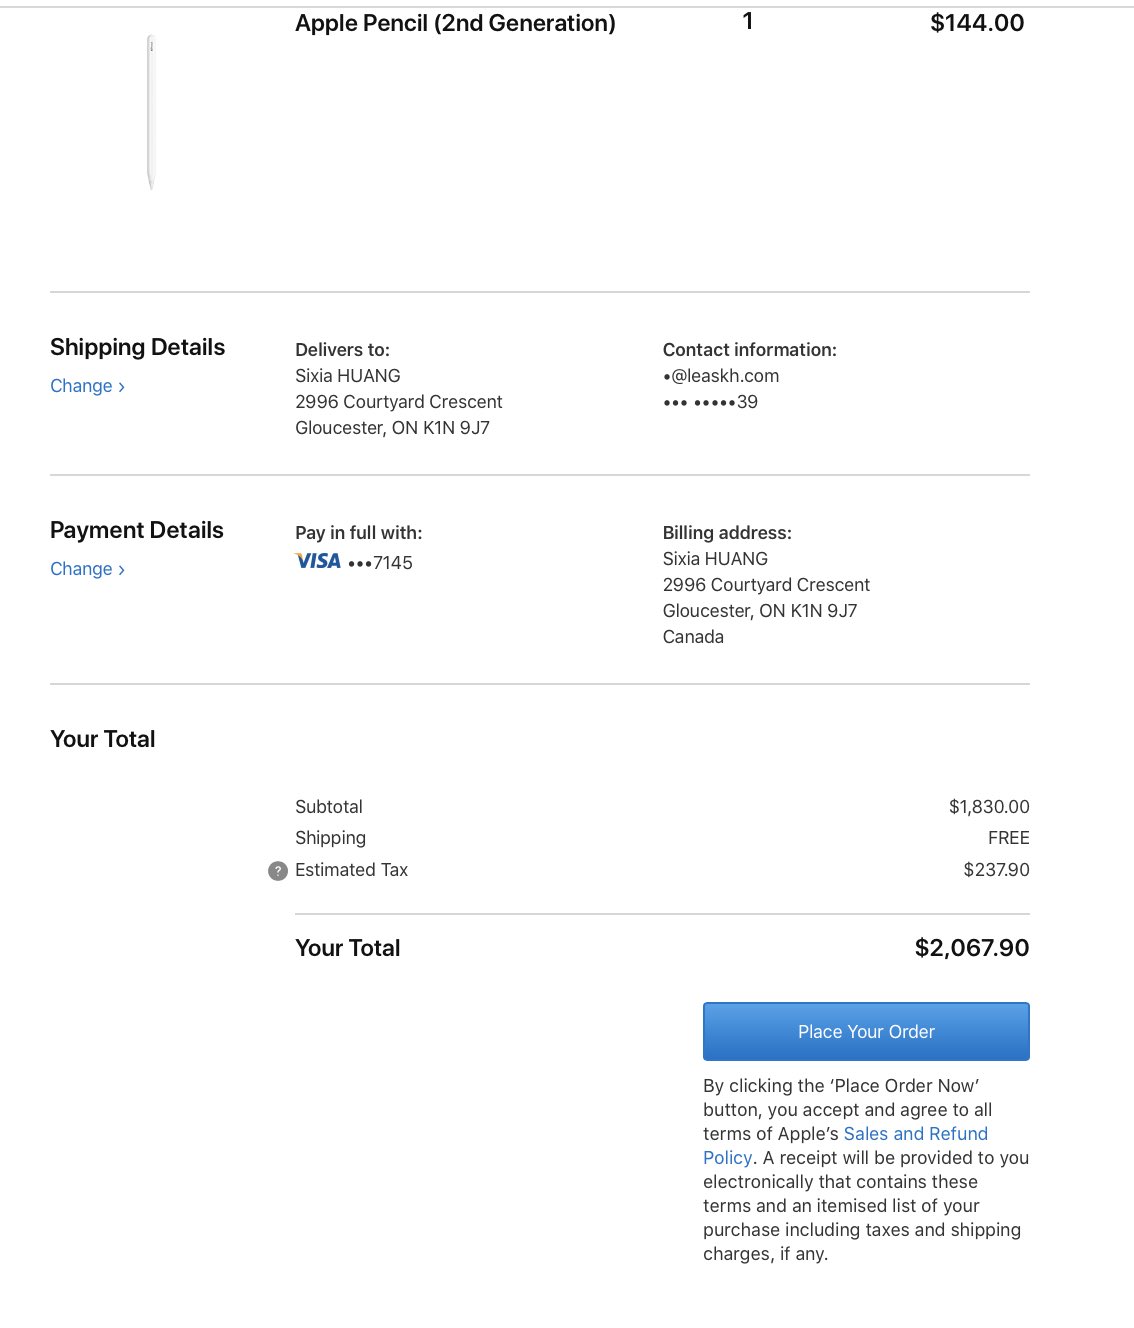 Apple Pencil (2nd Generation) 1 $144.00
Shipping Details
Change >
Delivers to:
Sixia HUANG
2996 Courtyard Crescent
Gloucester, ON K1N 9J7
Contact information:
•@leaskh.com
••• •••••39
Payment Details
Change >
Pay in full with:
VISA •••7145
Billing address:
Sixia HUANG
2996 Courtyard Crescent
Gloucester, ON K1N 9J7
Canada
Your Total
Subtotal $1,830.00
Shipping FREE
? Estimated Tax $237.90
Your Total $2,067.90
Place Your Order
By clicking the ‘Place Order Now’
button, you accept and agree to all
terms of Apple’s Sales and Refund
Policy. A receipt will be provided to you
electronically that contains these
terms and an itemised list of your
purchase including taxes and shipping
charges, if any.